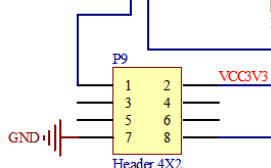 P9
VCC3V3
1 2
3 4
5 6
GND 7 8
Header 4X2